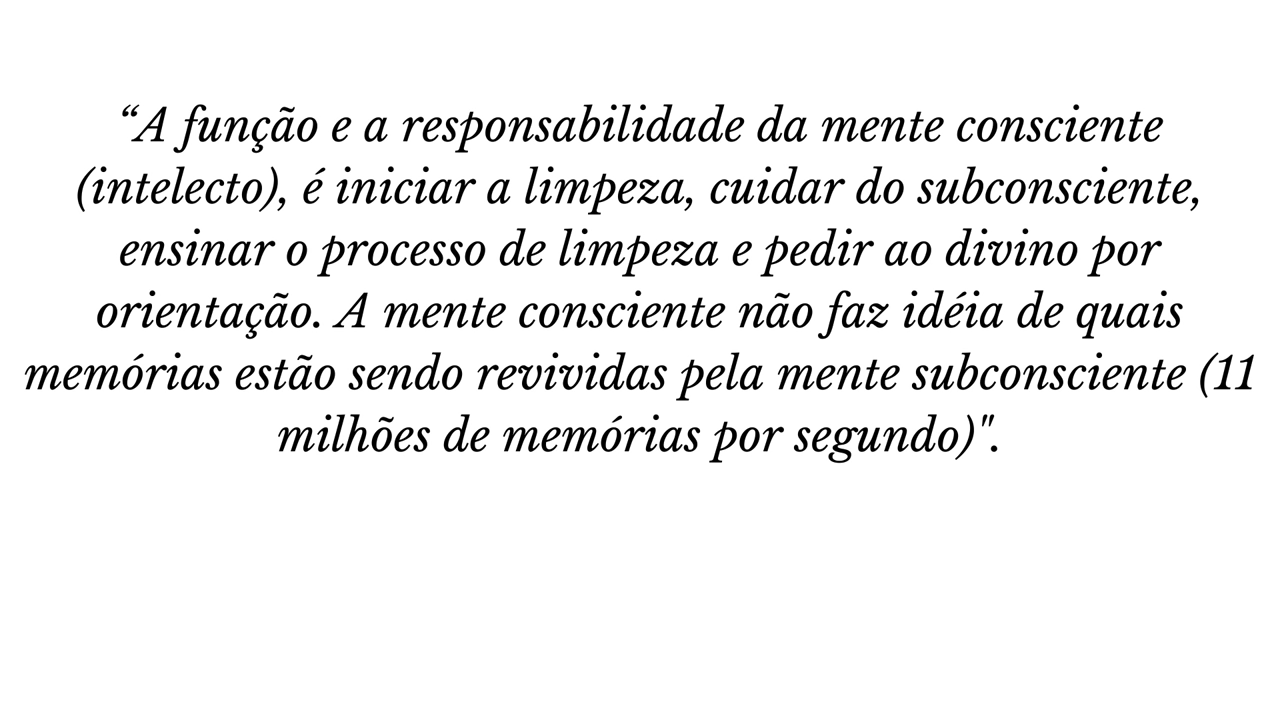 “A função e a responsabilidade da mente consciente
(intelecto), é iniciar a limpeza, cuidar do subconsciente,
ensinar o processo de limpeza e pedir ao divino por
orientação. A mente consciente não faz idéia de quais
memórias estão sendo revividas pela mente subconsciente (11
milhões de memórias por segundo)".